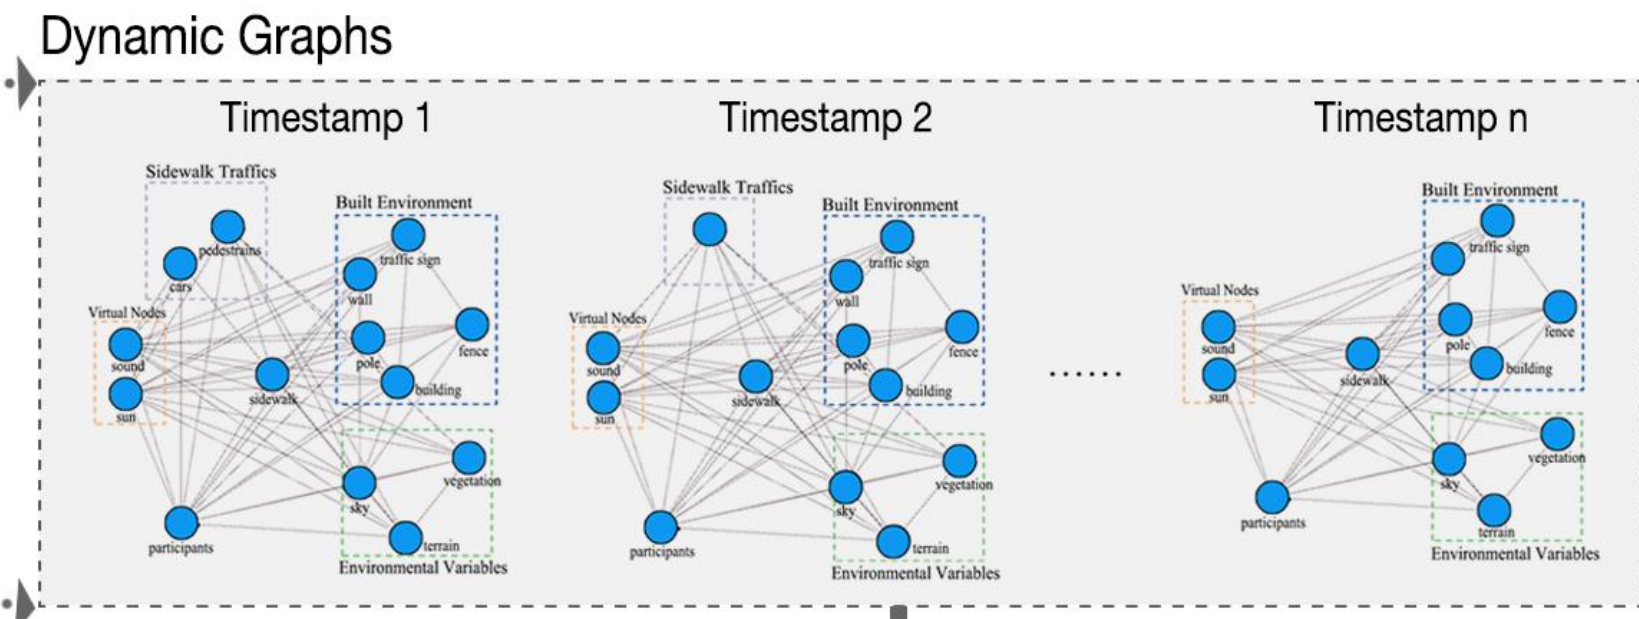 Dynamic Graphs
Timestamp 1
Sidewalk Traffics
pedestrains
cars
Built Environment
traffic sign
wall
pole
fence
building
Virtual Nodes
sound
sun
sidewalk
participants
sky
vegetation
terrain
Environmental Variables
Timestamp 2
Sidewalk Traffics
Built Environment
traffic sign
wall
pole
fence
building
Virtual Nodes
sound
sun
sidewalk
participants
sky
vegetation
terrain
Environmental Variables
......
Timestamp n
Built Environment
traffic sign
pole
fence
building
Virtual Nodes
sound
sun
sidewalk
participants
sky
vegetation
terrain
Environmental Variables